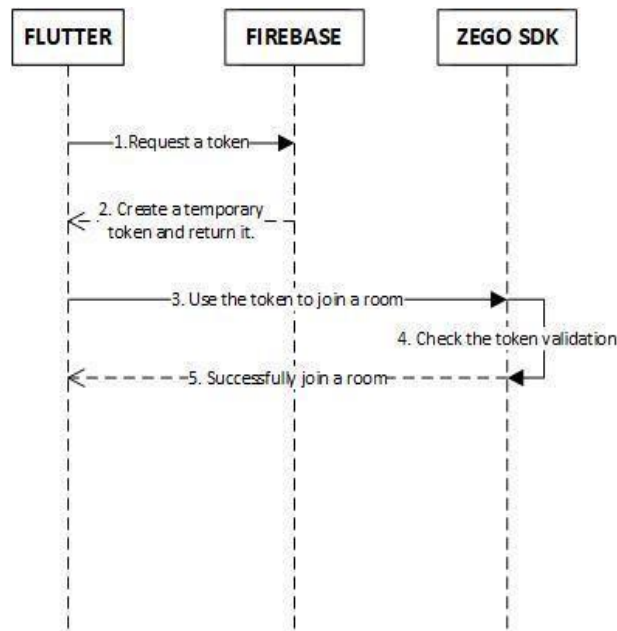 FLUTTER
FIREBASE
ZEGO SDK
1.Request a token
2. Create a temporary
token and return it.
3. Use the token to join a room
4. Check the token validation
5. Successfully join a room